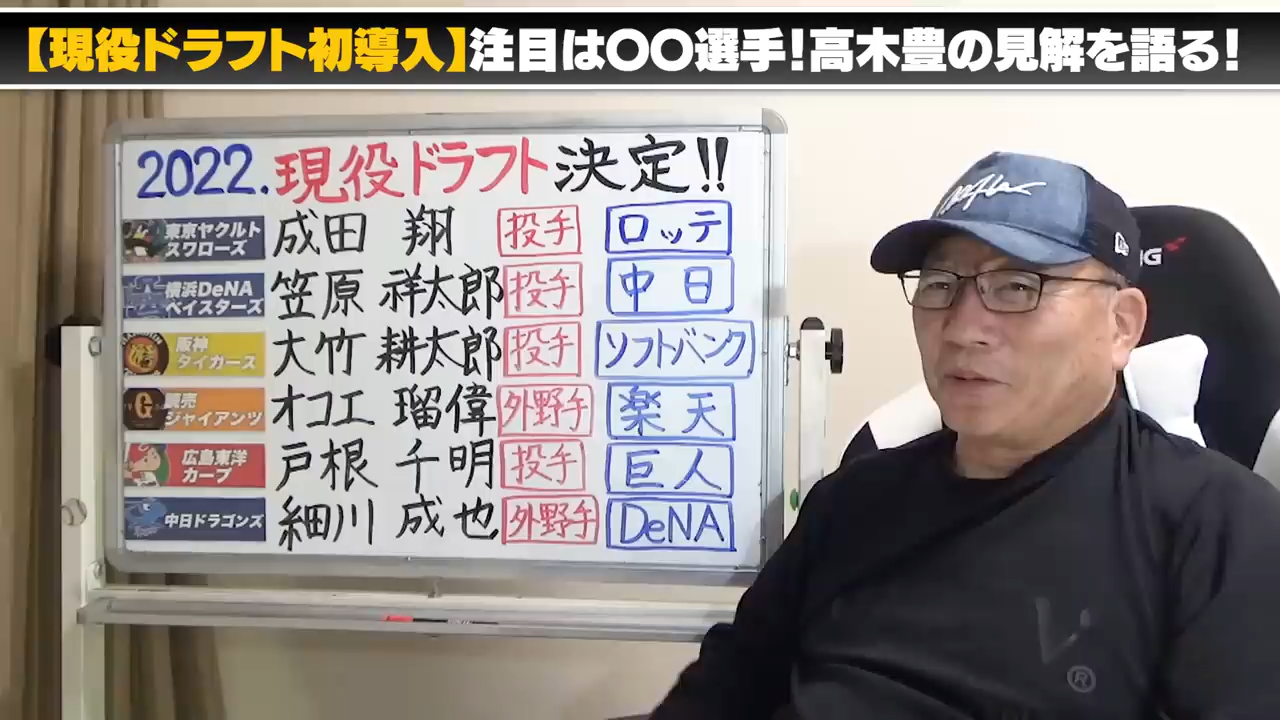 【現役ドラフト初導入】注目は〇〇選手！高木豊の見解を語る！
2022.現役ドラフト決定!!
東京ヤクルト
スワローズ
成田 翔 投手 ロッテ
横浜DeNA
ベイスターズ
笠原 祥太郎 投手 中日
阪神
タイガース
大竹 耕太郎 投手 ソフトバンク
読売
ジャイアンツ
オコエ 瑠偉 外野手 楽天
広島東洋
カープ
戸根 千明 投手 巨人
中日ドラゴンズ
細川 成也 外野手 DeNA